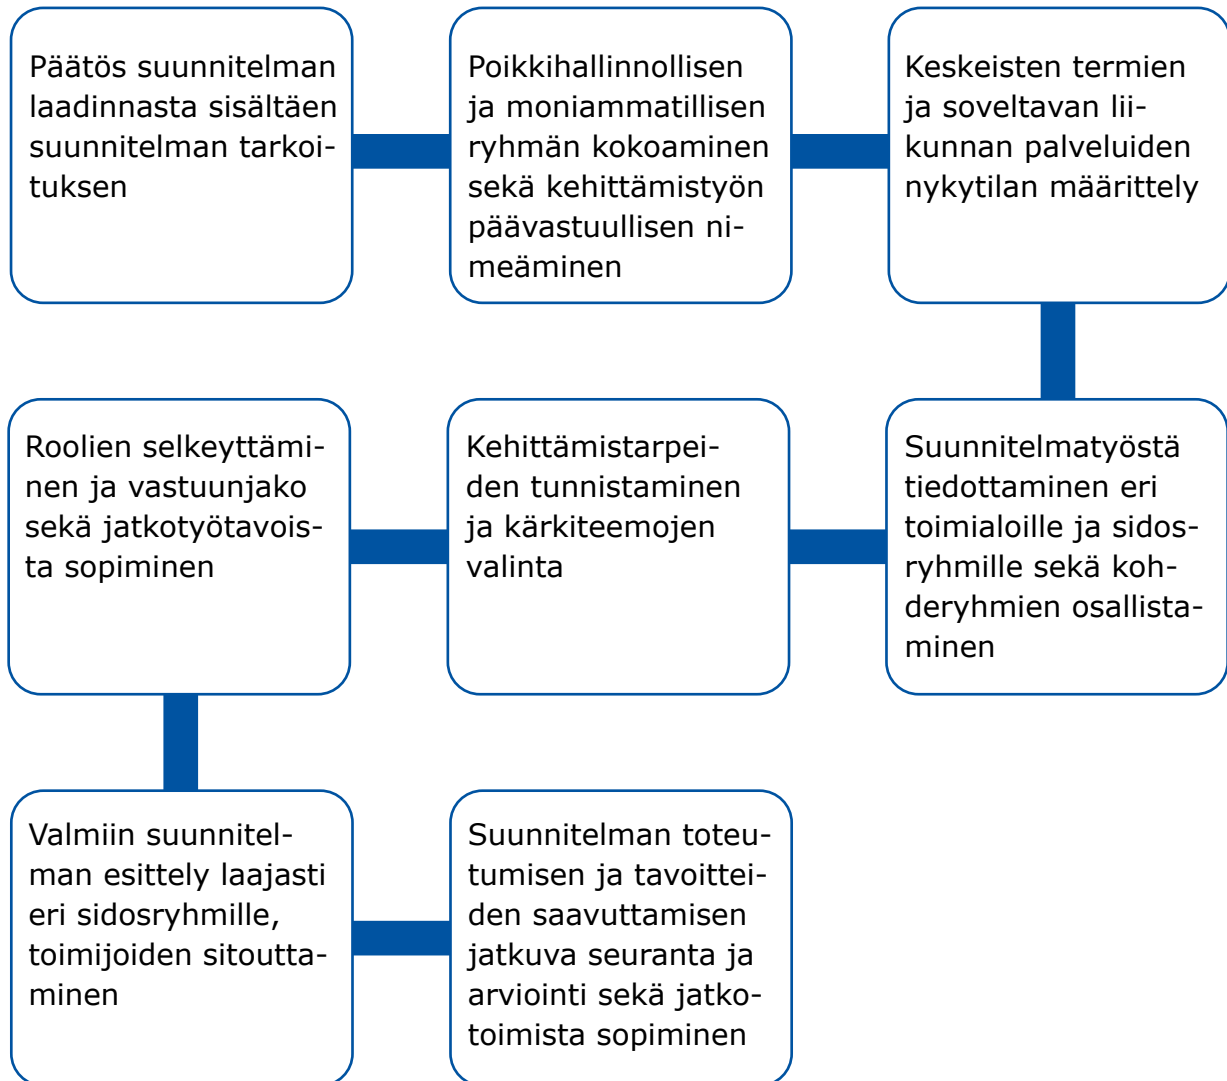 Päätös suunnitelman
laadinnasta sisältäen
suunnitelman tarkoi-
tuksen
Poikkihallinnollisen
ja moniammatillisen
ryhmän kokoaminen
sekä kehittämistyön
päävastuullisen ni-
meäminen
Keskeisten termien
ja soveltavan lii-
kunnan palveluiden
nykytilan määrittely
Suunnitelmatyöstä
tiedottaminen eri
toimialoille ja sidos-
ryhmille sekä koh-
deryhmien osallista-
minen
Kehittämistarpei-
den tunnistaminen
ja kärkiteemojen
valinta
Roolien selkeyttämi-
nen ja vastuunjako
sekä jatkotyötavois-
ta sopiminen
Valmiin suunnitel-
man esittely laajasti
eri sidosryhmille,
toimijoiden sitoutta-
minen
Suunnitelman toteu-
tumisen ja tavoittei-
den saavuttamisen
jatkuva seuranta ja
arviointi sekä jatko-
toimista sopiminen